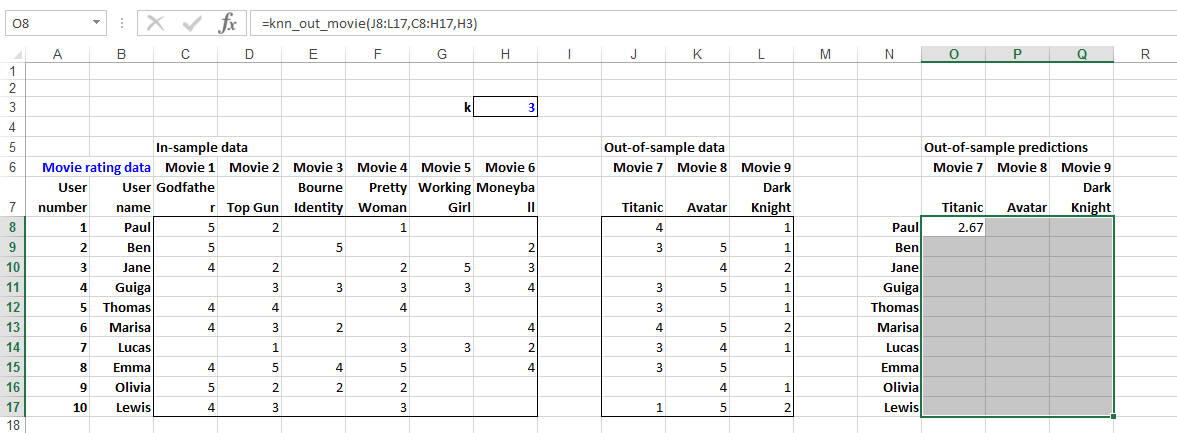 O8 fx =knn_out_movie(J8:L17,C8:H17,H3)
A B C D E F G H I J K L M N O P Q R
1
2
3 k 3
4
5 In-sample data Out-of-sample data Out-of-sample predictions
6 Movie rating data Movie 1 Movie 2 Movie 3 Movie 4 Movie 5 Movie 6 Movie 7 Movie 8 Movie 9 Movie 7 Movie 8 Movie 9
User User Godfathe Bourne Pretty Working Moneyba Dark Dark
7 number name r Top Gun Identity Woman Girl ll Titanic Avatar Knight Titanic Avatar Knight
8 1 Paul 5 2 1 4 1 Paul 2.67
9 2 Ben 5 5 2 3 5 1 Ben
10 3 Jane 4 2 2 5 3 4 2 Jane
11 4 Guiga 3 3 3 3 4 3 5 1 Guiga
12 5 Thomas 4 4 4 3 1 Thomas
13 6 Marisa 4 3 2 4 4 5 2 Marisa
14 7 Lucas 1 3 3 2 3 4 1 Lucas
15 8 Emma 4 5 4 5 4 3 5 Emma
16 9 Olivia 5 2 2 2 4 1 Olivia
17 10 Lewis 4 3 3 1 5 2 Lewis
18